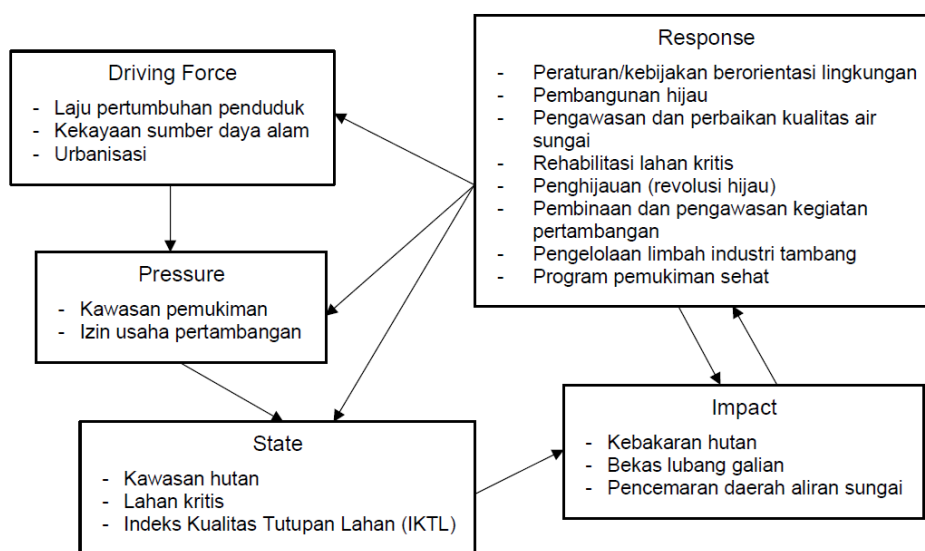 Driving Force
- Laju pertumbuhan penduduk
- Kekayaan sumber daya alam
- Urbanisasi
Pressure
- Kawasan pemukiman
- Izin usaha pertambangan
State
- Kawasan hutan
- Lahan kritis
- Indeks Kualitas Tutupan Lahan (IKTL)
Response
- Peraturan/kebijakan berorientasi lingkungan
- Pembangunan hijau
- Pengawasan dan perbaikan kualitas air
sungai
- Rehabilitasi lahan kritis
- Penghijauan (revolusi hijau)
- Pembinaan dan pengawasan kegiatan
pertambangan
- Pengelolaan limbah industri tambang
- Program pemukiman sehat
Impact
- Kebakaran hutan
- Bekas lubang galian
- Pencemaran daerah aliran sungai